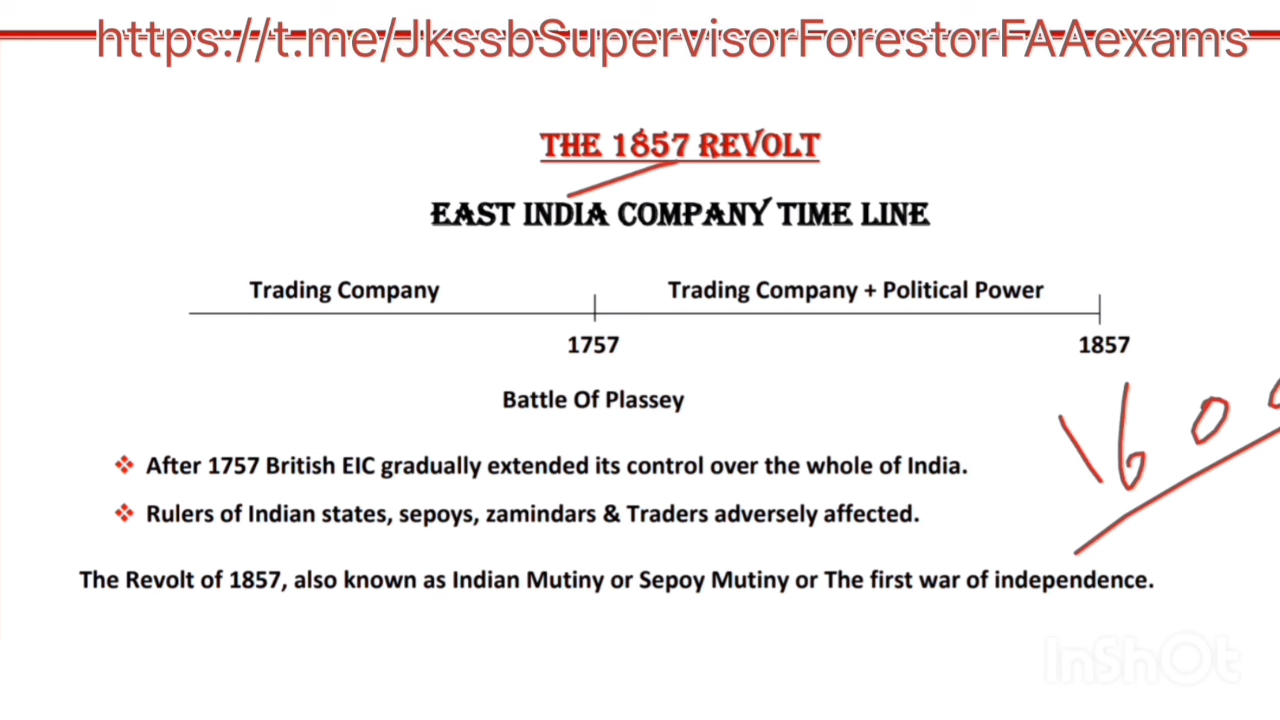 https://t.me/JkssbSupervisorForestorFAAexams
THE 1857 REVOLT
EAST INDIA COMPANY TIME LINE
Trading Company Trading Company + Political Power
1757 1857
Battle Of Plassey
160
❖ After 1757 British EIC gradually extended its control over the whole of India.
❖ Rulers of Indian states, sepoys, zamindars & Traders adversely affected.
The Revolt of 1857, also known as Indian Mutiny or Sepoy Mutiny or The first war of independence.
InShOt